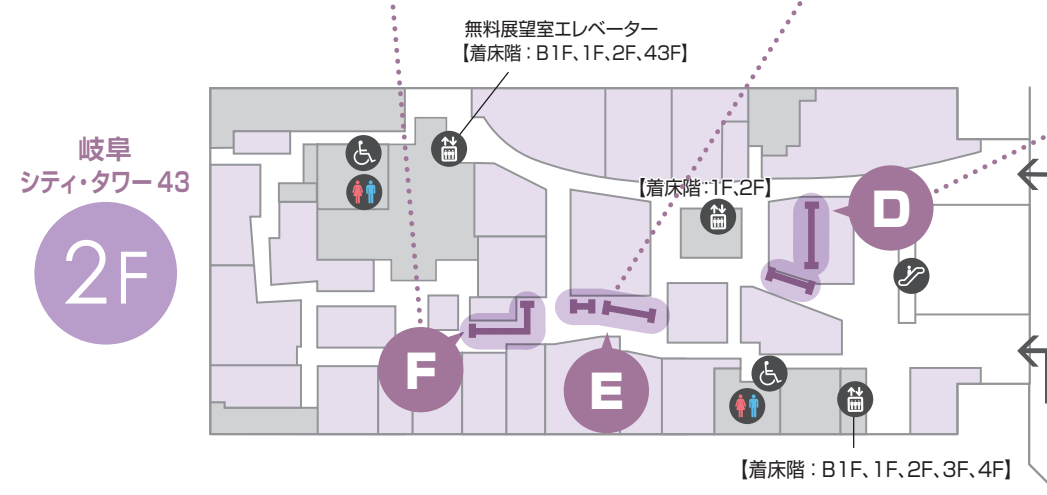 無料展望室エレベーター
【着床階：B1F、1F、2F、43F】
岐阜
シティ・タワー43
2F
【着床階：1F、2F】
D
F
E
【着床階：B1F、1F、2F、3F、4F】